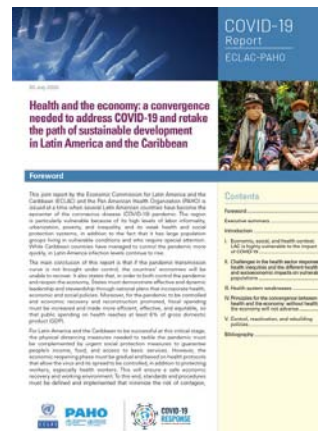 COVID-19
Report
ECLAC-PAHO
30 July 2020
Health and the economy: a convergence
needed to address COVID-19 and retake
the path of sustainable development
in Latin America and the Caribbean
Foreword
This joint report by the Economic Commission for Latin America and the
Caribbean (ECLAC) and the Pan American Health Organization (PAHO) is
issued at a time when several Latin American countries have become the
epicenter of the coronavirus disease (COVID-19) pandemic. The region
is particularly vulnerable because of its high levels of labor informality,
urbanization, poverty, and inequality, and its weak health and social
protection systems, in addition to the fact that it has large population
groups living in vulnerable conditions and who require special attention.
While Caribbean countries have managed to control the pandemic more
quickly, in Latin America effective levels continue to rise.
The main conclusion of this report is that if the pandemic transmission
curve is not brought under control, the countries' economies will be
unable to recover. It also states that, in order to both control the pandemic
and reopen the economy, States must demonstrate effective and dynamic
leadership and stewardship through national plans that incorporate health,
economic and social policies. Moreover, for the pandemic to be controlled
and economic recovery and reconstruction promoted, fiscal spending
must be increased and made more efficient, effective, and equitable, so
that public spending on health reaches at least 6% of gross domestic
product (GDP).
For Latin America and the Caribbean to be successful at this critical stage,
the physical distancing measures needed to tackle the pandemic must
be complemented by urgent social protection measures to guarantee
people's income, food, and access to basic services. However, the
economic reopening phase must be gradual and based on health protocols
that allow the virus and its spread to be controlled, in addition to protecting
workers, especially health workers. This will ensure a safe economic
recovery and working environment. To this end, standards and procedures
must be defined and implemented that minimize the risk of contagion,
Contents
Foreword
Executive summary
Introduction
I. Economic, social, and health context:
LAC is highly vulnerable to the impact
of COVID-19
II. Challenges in the health sector response,
health inequities and the different health
and socioeconomic impacts on vulnerable
populations
III. Health system weaknesses
IV. Principles for the convergence between
health and the economy: without health
the economy will not advance
V. Control, reactivation, and rebuilding
policies
Bibliography
ECLAC
PAHO
COVID-19
RESPONSE